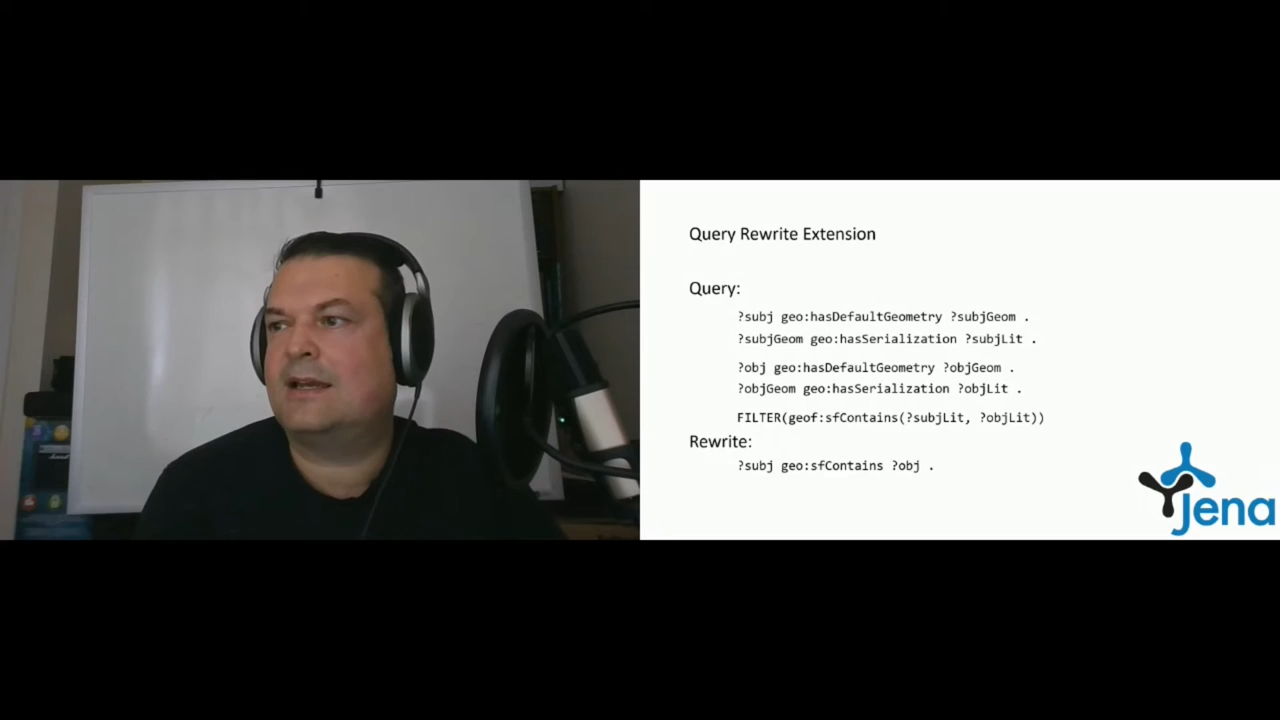 Query Rewrite Extension
Query:
?subj geo:hasDefaultGeometry ?subjGeom .
?subjGeom geo:hasSerialization ?subjLit .
?obj geo:hasDefaultGeometry ?objGeom .
?objGeom geo:hasSerialization ?objLit .
FILTER(geof:sfContains(?subjLit, ?objLit))
Rewrite:
?subj geo:sfContains ?obj .
Jena